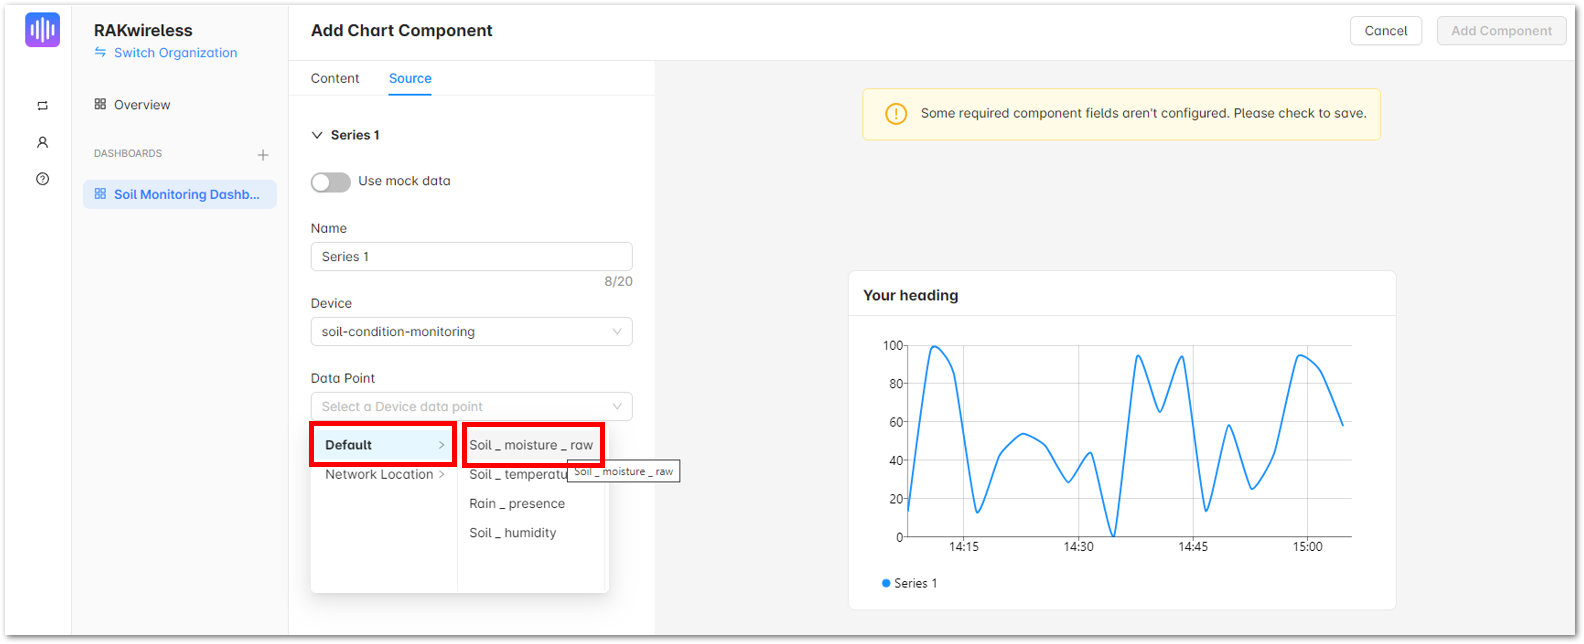 RAKwireless
Switch Organization
Overview
DASHBOARDS
Soil Monitoring Dashb...
Add Chart Component
Cancel
Add Component
Content
Source
Series 1
Use mock data
Name
Series 1
8/20
Device
soil-condition-monitoring
Data Point
Select a Device data point
Default
Network Location
Soil _ moisture _ raw
Soil _ temperatu
Soil _ moisture _ raw
Rain _ presence
Soil _ humidity
Some required component fields aren't configured. Please check to save.
Your heading
100
80
60
40
20
0
14:15 14:30 14:45 15:00
Series 1